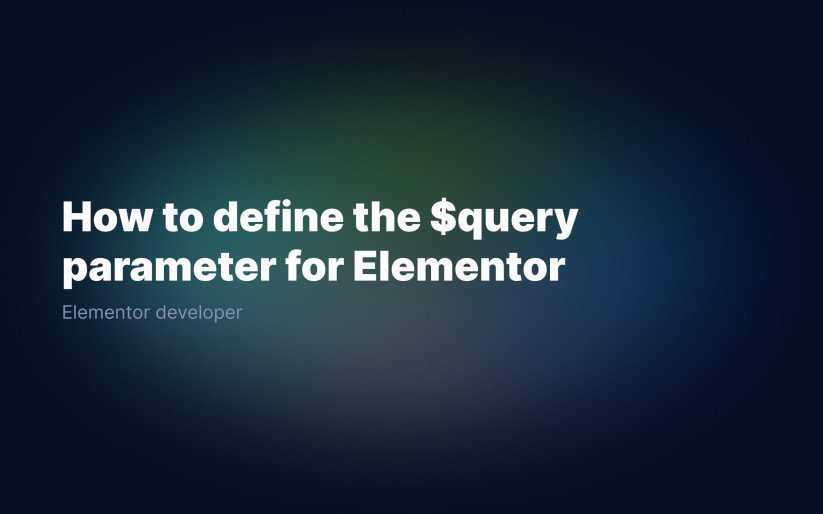 How to define the $query
parameter for Elementor
Elementor developer